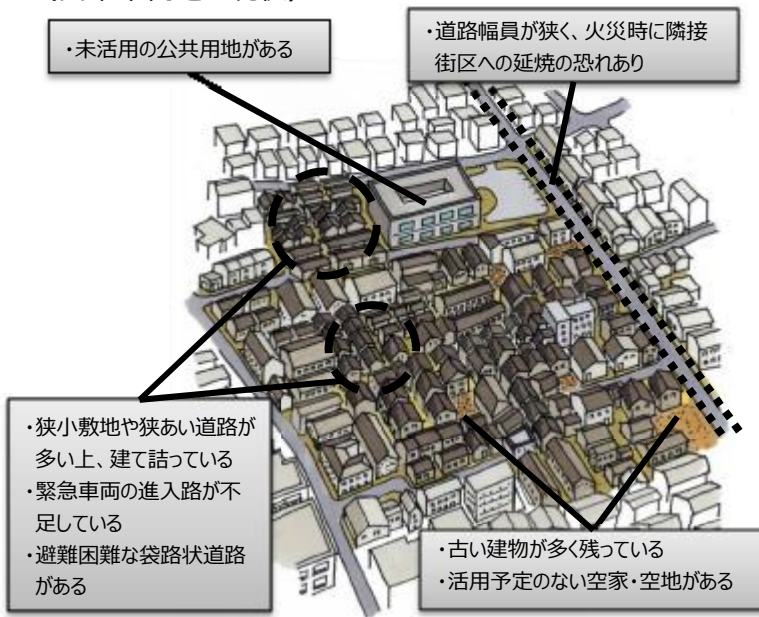 ・未活用の公共用地がある
・道路幅員が狭く、火災時に隣接
街区への延焼の恐れあり
・狭小敷地や狭あい道路が
多い上、建て詰っている
・緊急車両の進入路が不
足している
・避難困難な袋路状道路
がある
・古い建物が多く残っている
・活用予定のない空家・空地がある